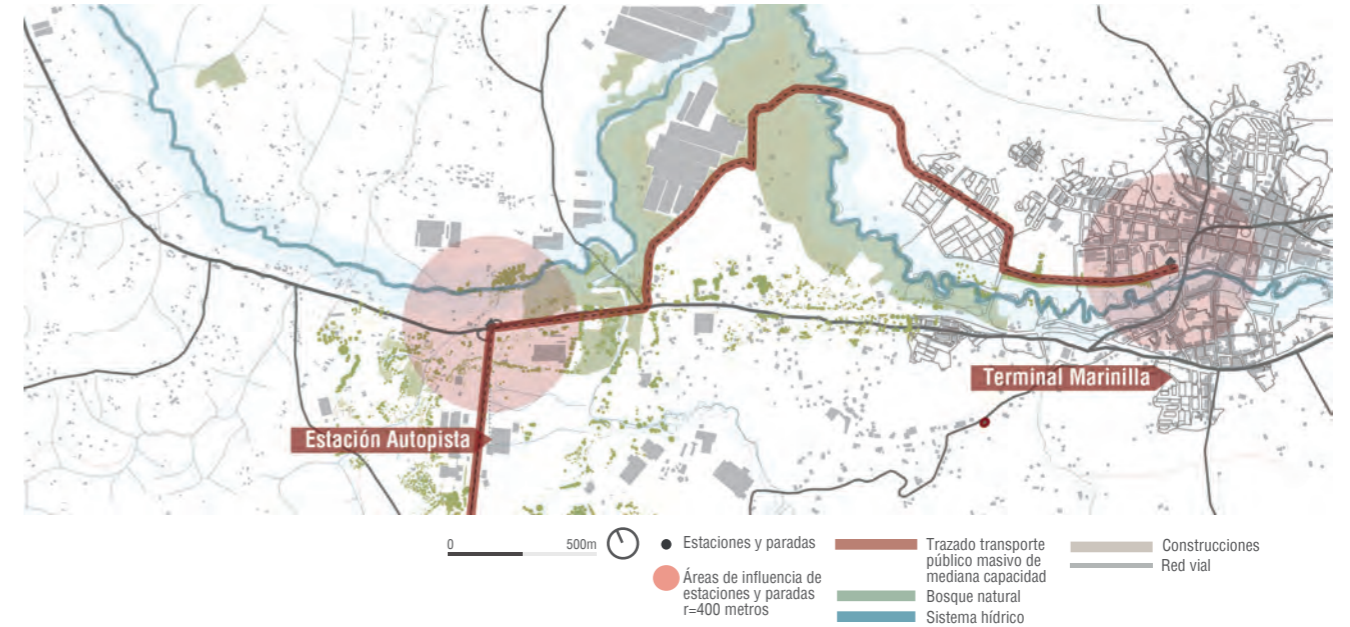 Terminal Marinilla
Estación Autopista
0 500m
Estaciones y paradas
Áreas de influencia de
estaciones y paradas
r=400 metros
Trazado transporte
público masivo de
mediana capacidad
Bosque natural
Sistema hídrico
Construcciones
Red vial